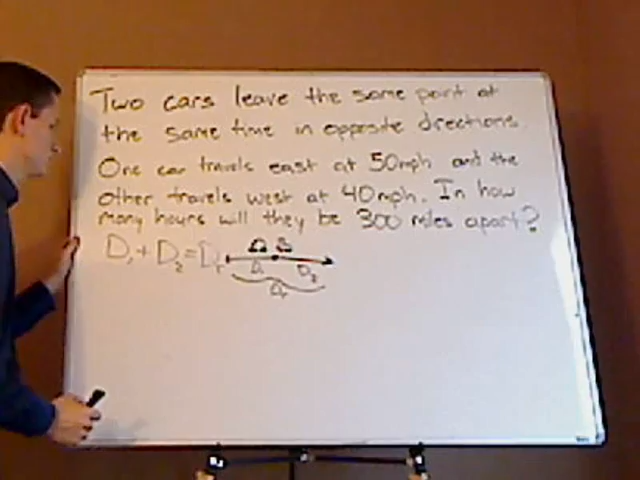 Two cars leave the same point at
the same time in opposite directions.
One car travels east at 50mph and the
other travels west at 40mph. In how
many hours will they be 300 miles apart?
D₁ + D₂ = D_T
D₁ D₂
D_T